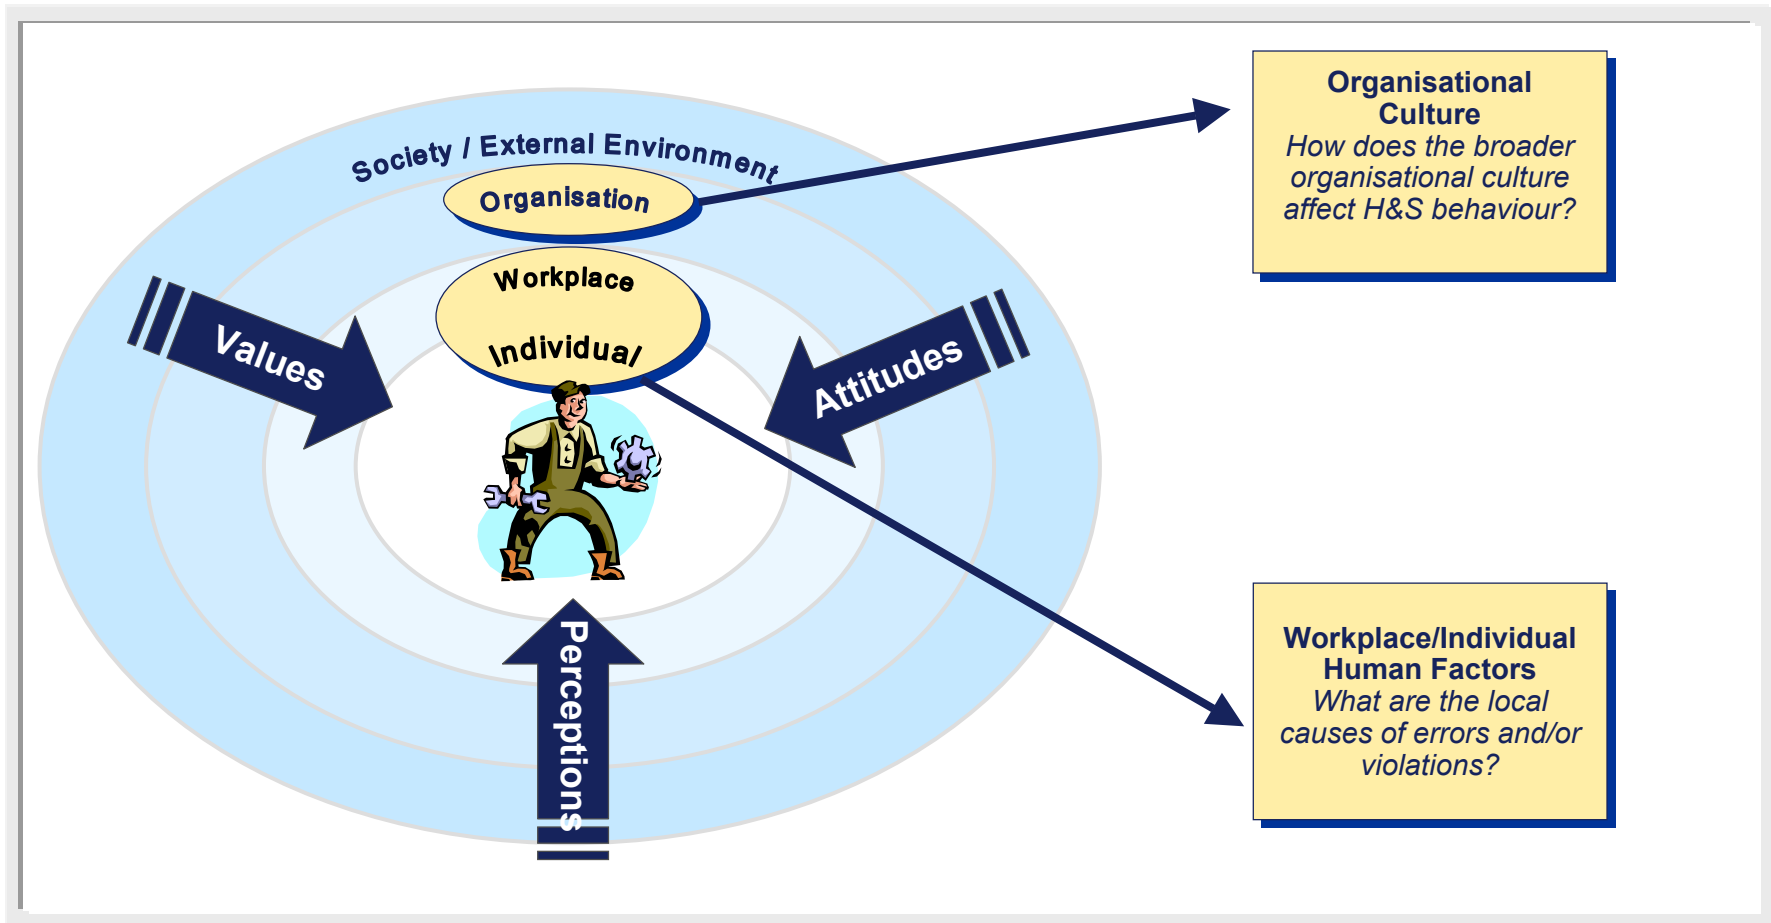 Society / External Environment
Organisation
Workplace
Individual
Values
Attitudes
Perceptions
Organisational
Culture
How does the broader
organisational culture
affect H&S behaviour?
Workplace/Individual
Human Factors
What are the local
causes of errors and/or
violations?